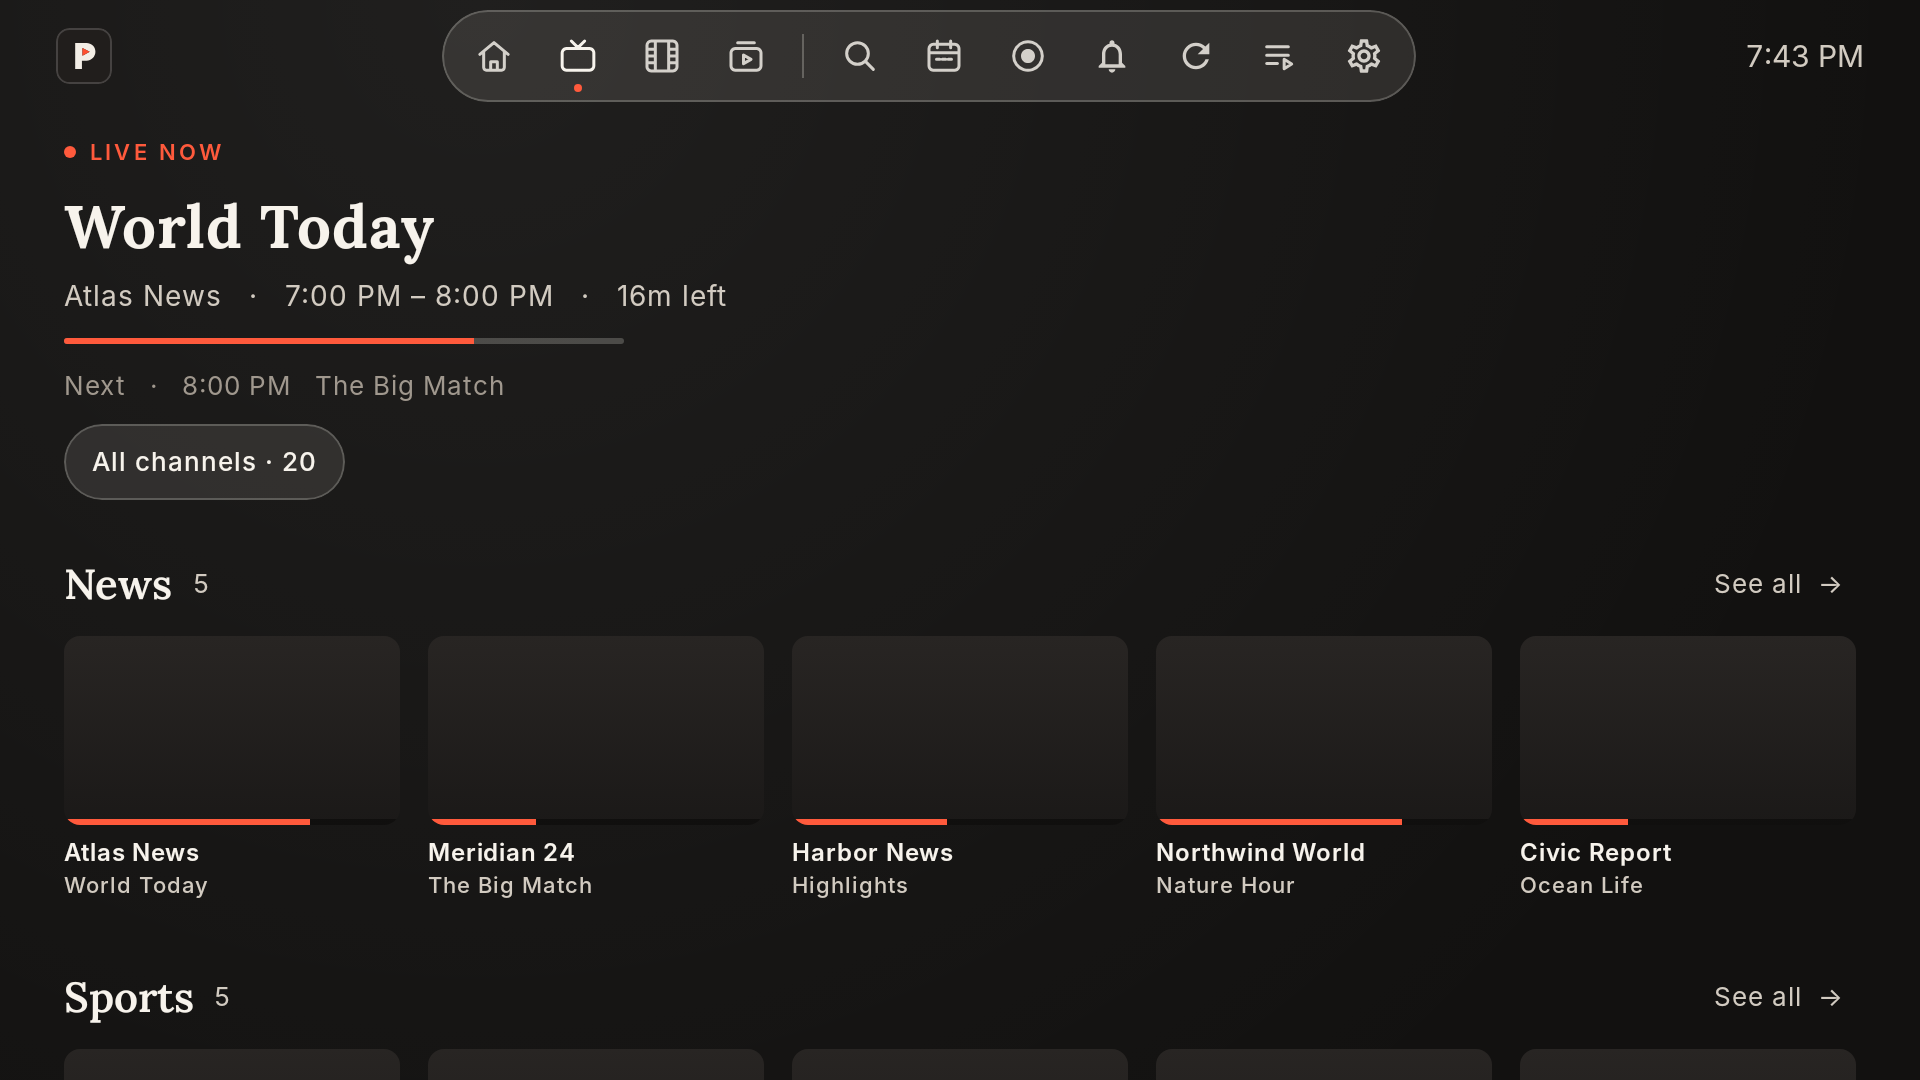 P
7:43 PM
LIVE NOW
World Today
Atlas News · 7:00 PM – 8:00 PM · 16m left
Next · 8:00 PM The Big Match
All channels · 20
News 5
See all →
Atlas News
World Today
Meridian 24
The Big Match
Harbor News
Highlights
Northwind World
Nature Hour
Civic Report
Ocean Life
Sports 5
See all →